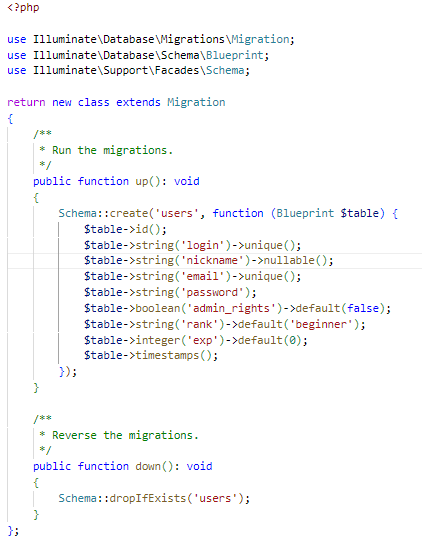 <?php
use Illuminate\Database\Migrations\Migration;
use Illuminate\Database\Schema\Blueprint;
use Illuminate\Support\Facades\Schema;
return new class extends Migration
{
    /**
     * Run the migrations.
     */
    public function up(): void
    {
        Schema::create('users', function (Blueprint $table) {
            $table->id();
            $table->string('login')->unique();
            $table->string('nickname')->nullable();
            $table->string('email')->unique();
            $table->string('password');
            $table->boolean('admin_rights')->default(false);
            $table->string('rank')->default('beginner');
            $table->integer('exp')->default(0);
            $table->timestamps();
        });
    }
    /**
     * Reverse the migrations.
     */
    public function down(): void
    {
        Schema::dropIfExists('users');
    }
};